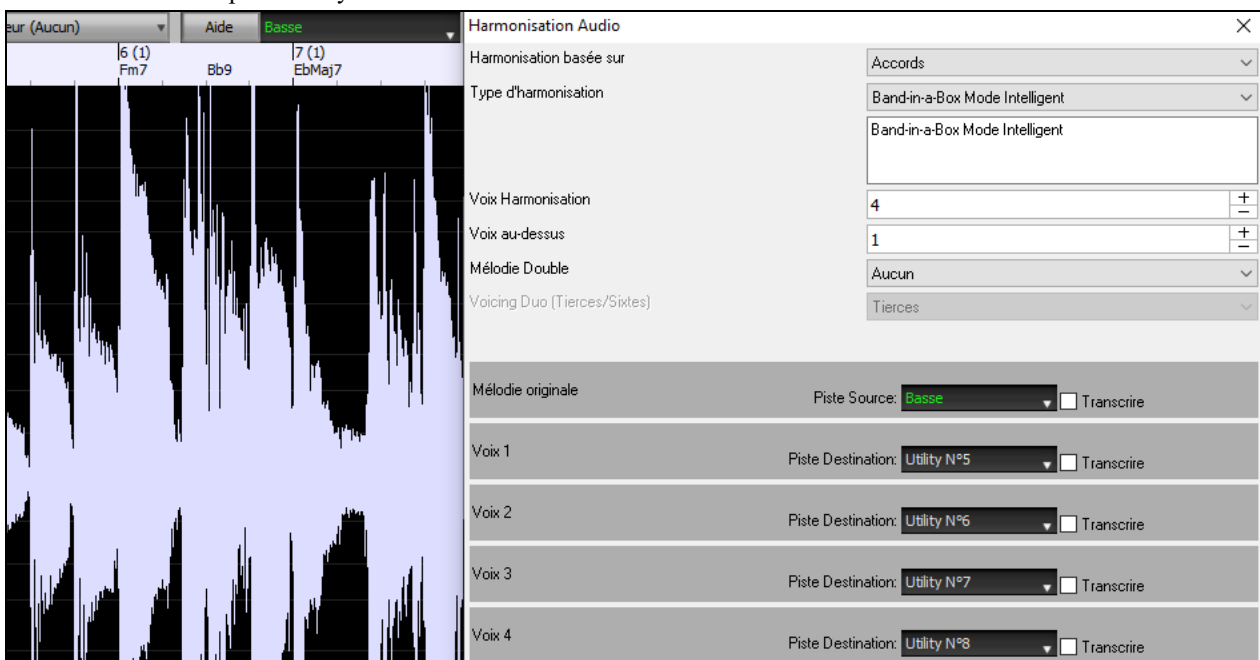 eur (Aucun) Aide Basse
6 (1) 7 (1)
Fm7 Bb9 EbMaj7
Harmonisation Audio
Harmonisation basée sur Accords
Type d'harmonisation Band-in-a-Box Mode Intelligent
Band-in-a-Box Mode Intelligent
Voix Harmonisation 4
Voix au-dessus 1
Mélodie Double Aucun
Voicing Duo (Tierces/Sixtes) Tierces
Mélodie originale Piste Source: Basse Transcrire
Voix 1 Piste Destination: Utility N°5 Transcrire
Voix 2 Piste Destination: Utility N°6 Transcrire
Voix 3 Piste Destination: Utility N°7 Transcrire
Voix 4 Piste Destination: Utility N°8 Transcrire